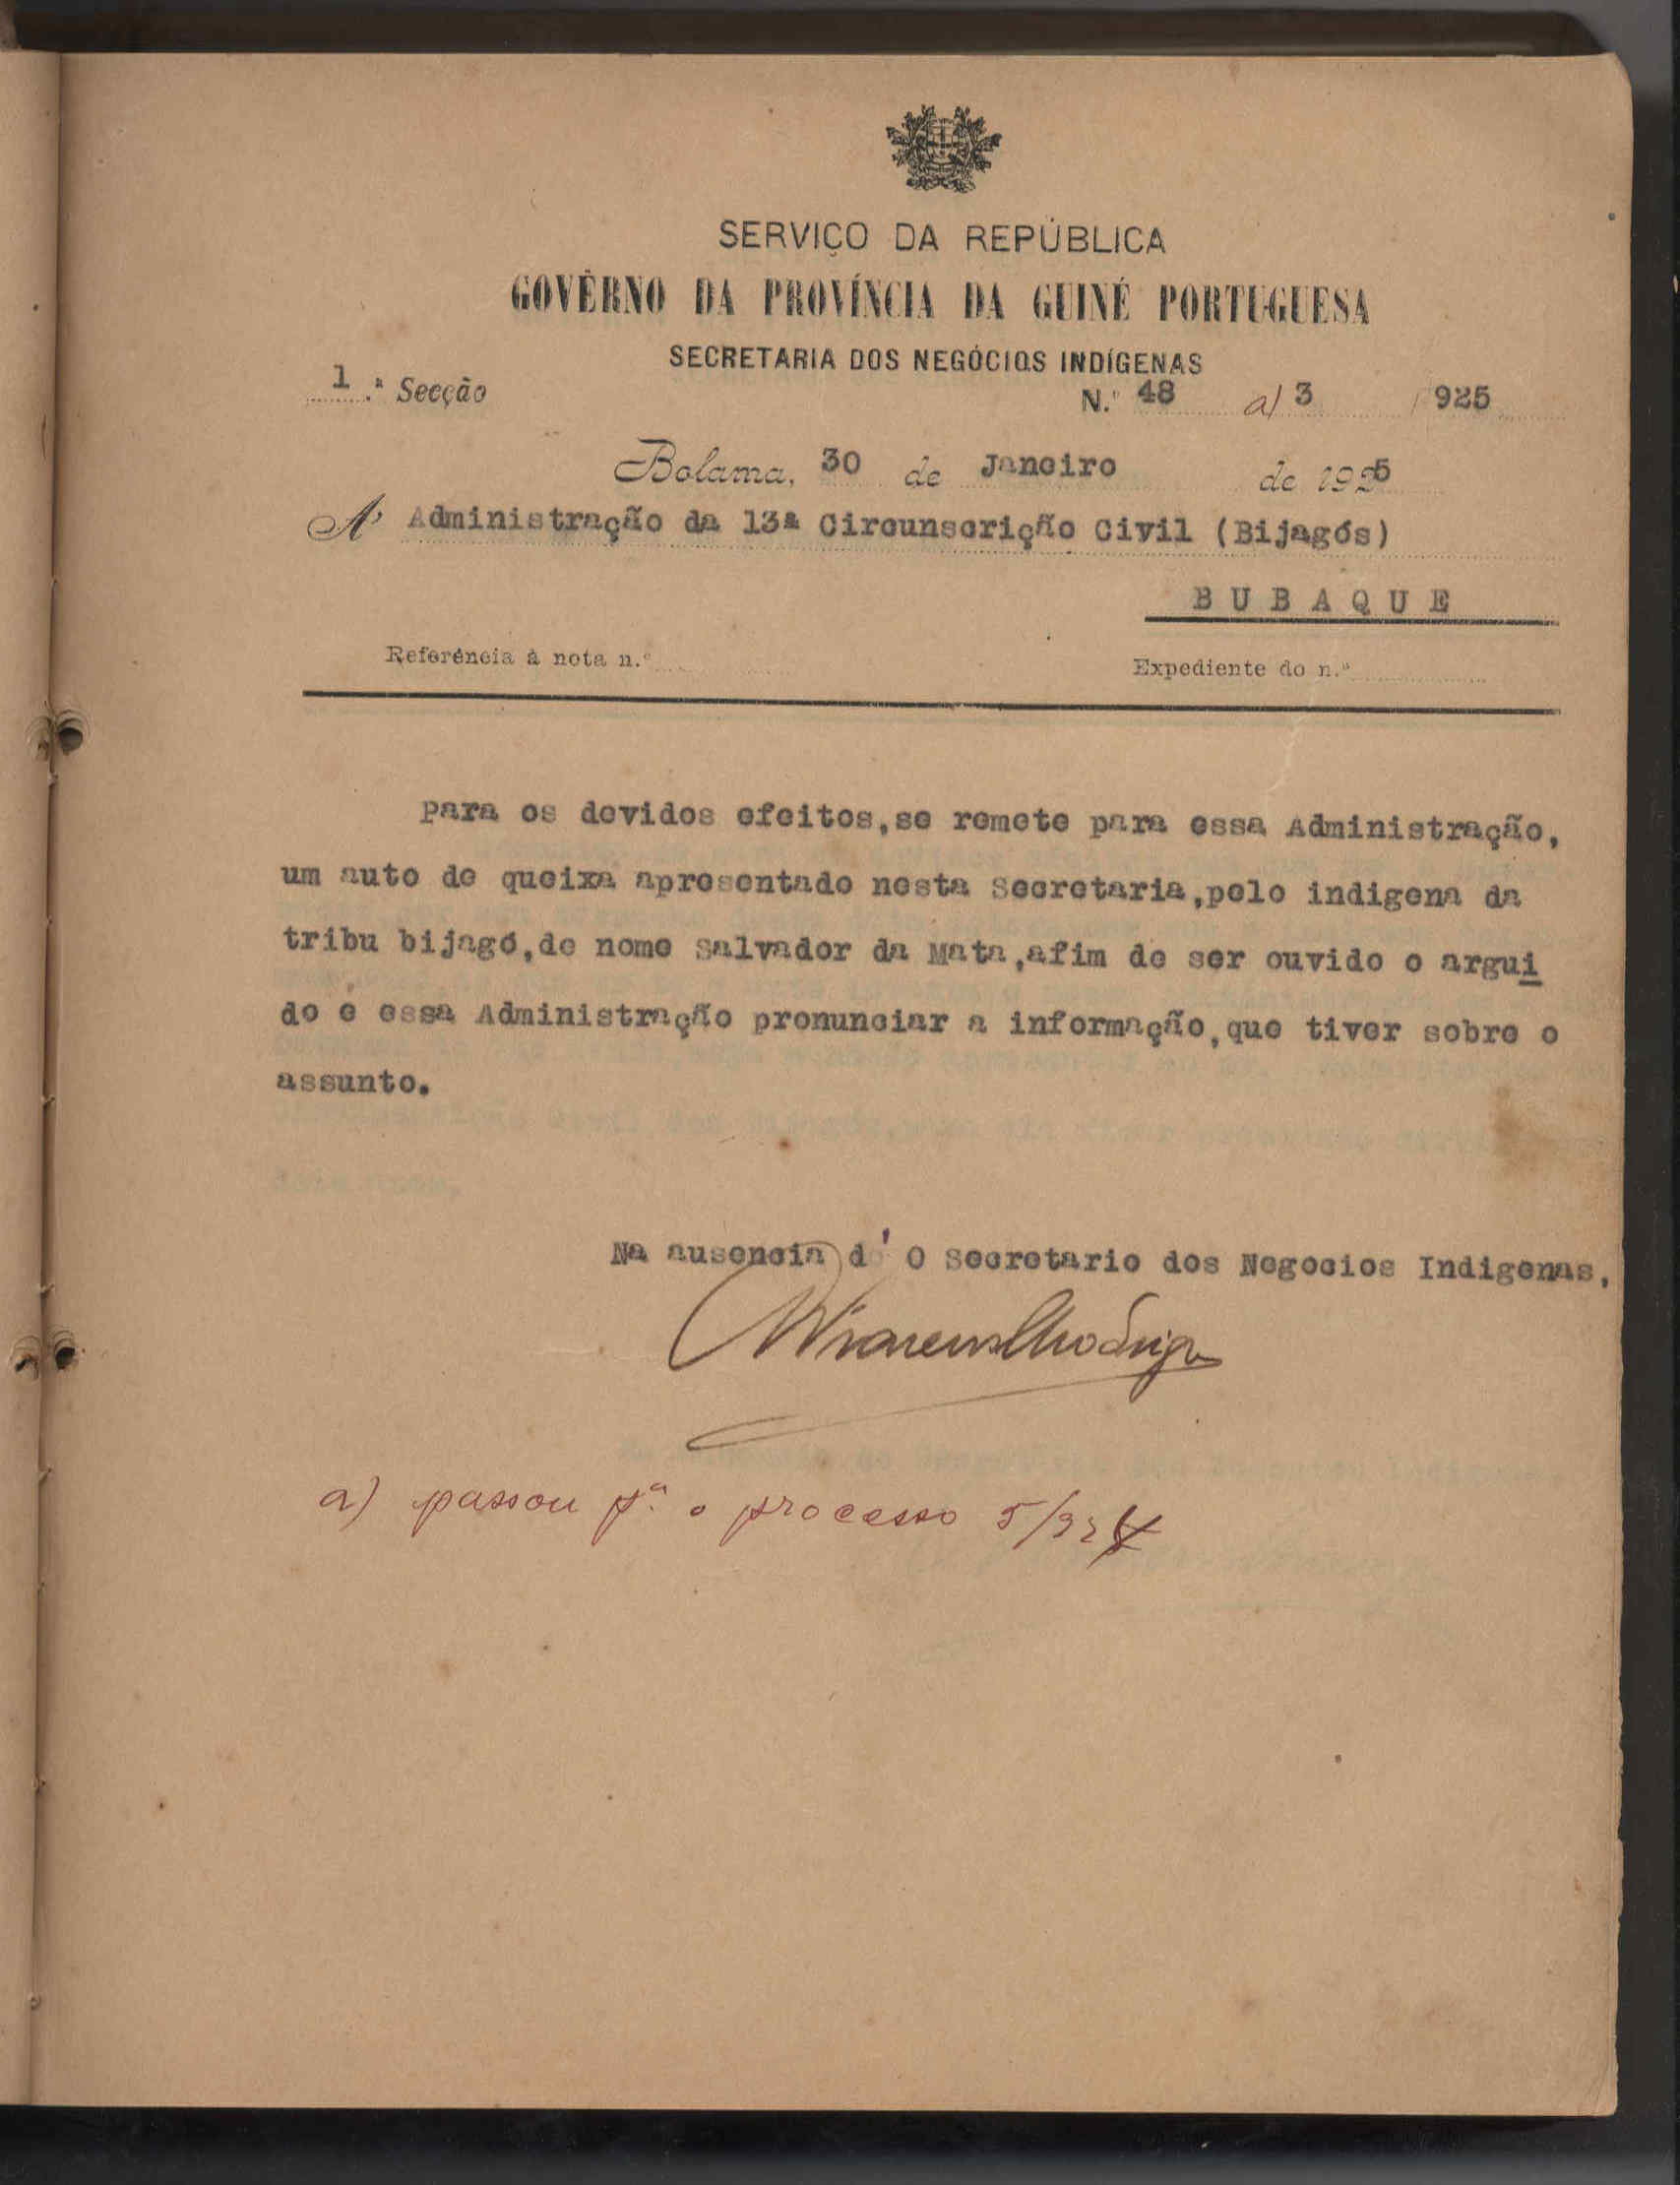 SERVIÇO DA REPÚBLICA
GOVÊRNO DA PROVÍNCIA DA GUINÉ PORTUGUESA
SECRETARIA DOS NEGÓCIOS INDÍGENAS
1.ª Secção
N.º 48 a) 3 / 925
Bolama, 30 de Janeiro de 1925
A' Administração da 13ª Circunscrição Civil (Bijagós)
BUBAQUE
Referência à nota n.º
Expediente do n.º
Para os devidos efeitos,se remete para essa Administração,
um auto de queixa apresentado nesta Secretaria,pelo indigena da
tribu bijagó,de nome Salvador da Mata,afim de ser ouvido o argui
do e essa Administração pronunciar a informação,que tiver sobre o
assunto.
Na ausencia d' O Secretario dos Negocios Indigenas,
a) passou pª o processo 5/924